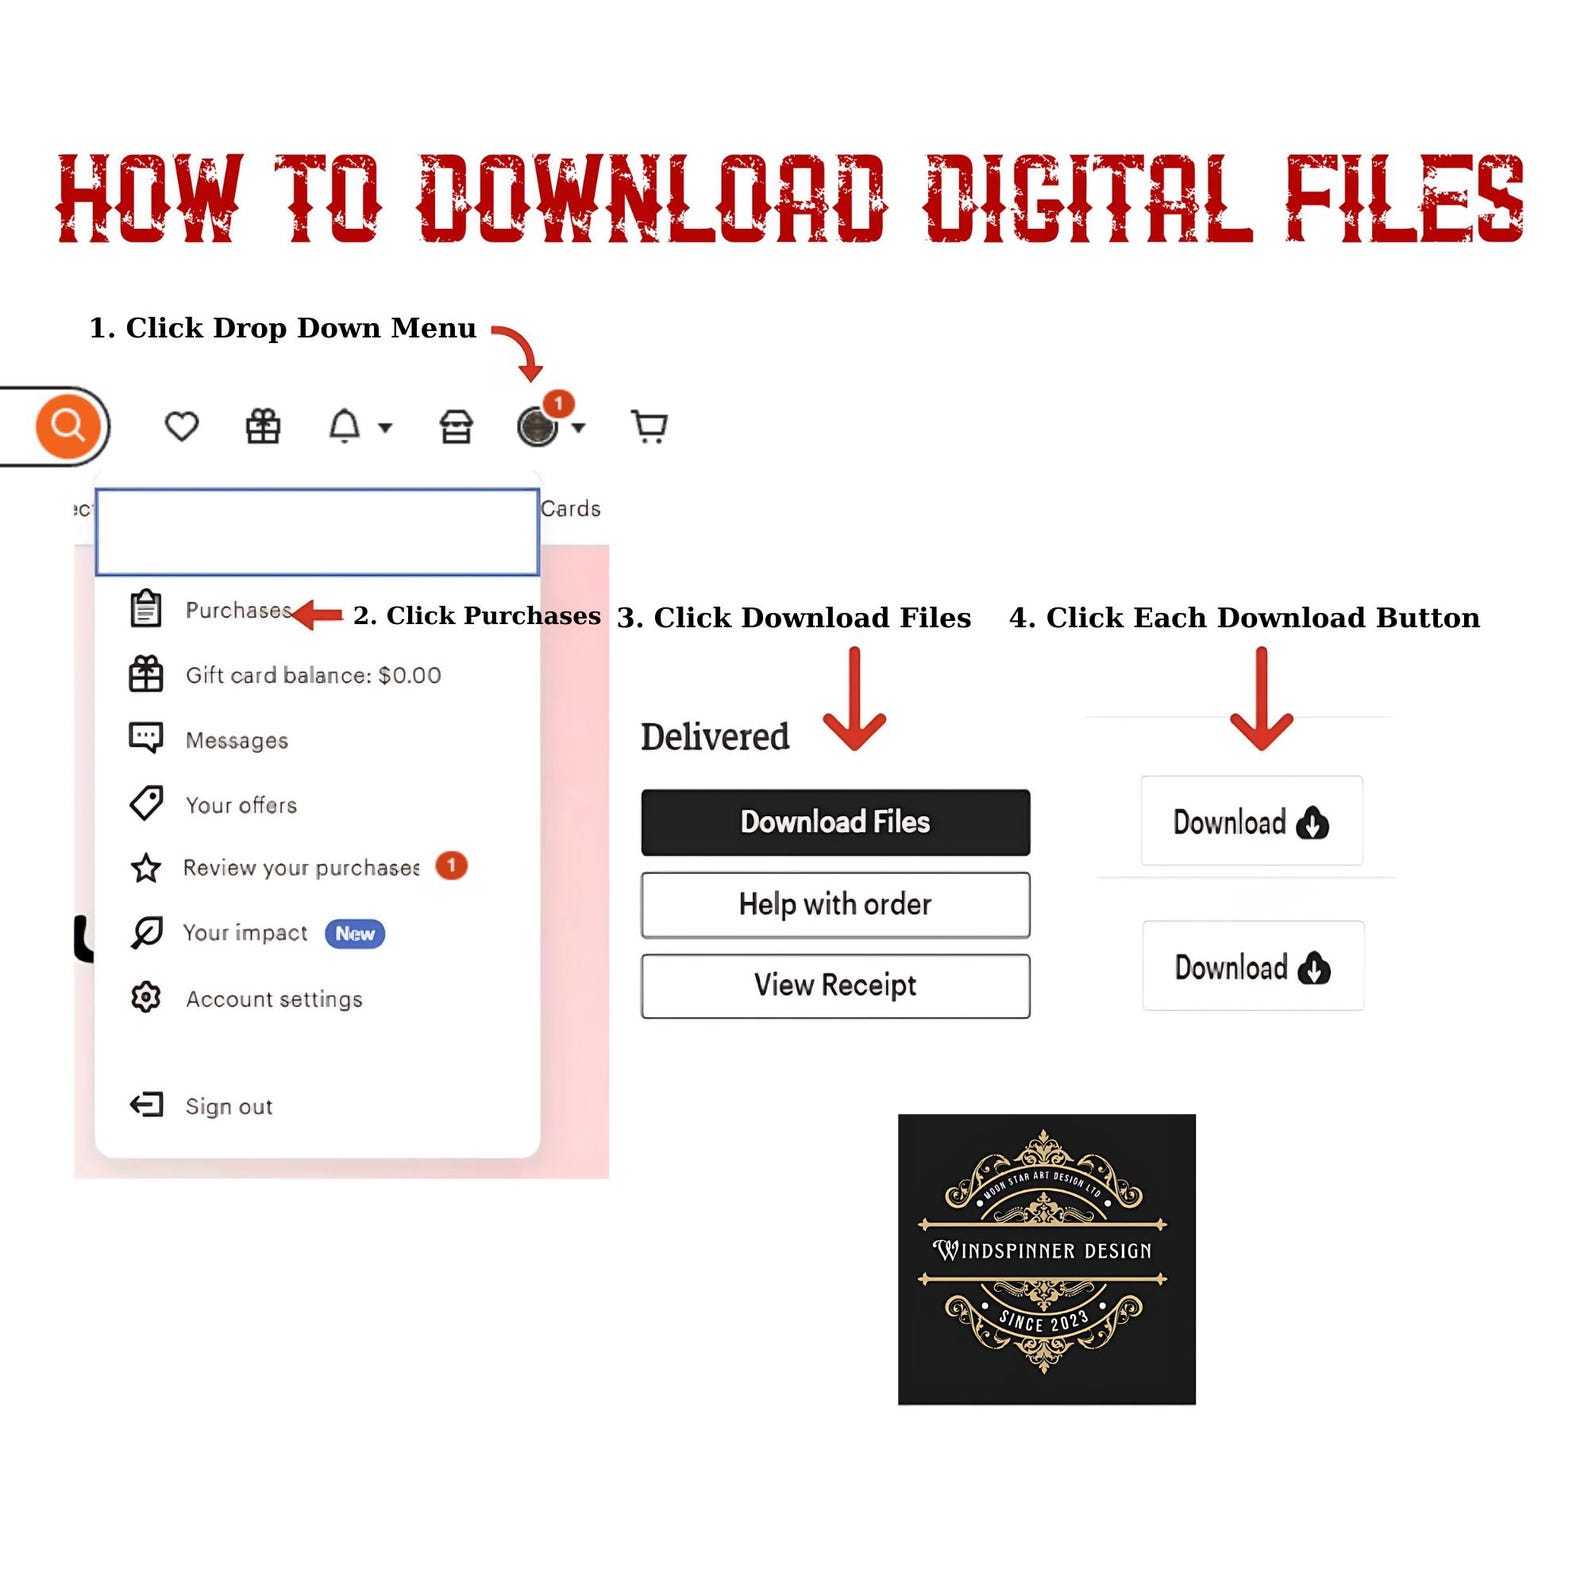 HOW TO DOWNLOAD DIGITAL FILES
1. Click Drop Down Menu
1
Cards
Purchases
2. Click Purchases
Gift card balance: $0.00
Messages
Your offers
Review your purchases 1
Your impact New
Account settings
Sign out
3. Click Download Files
Delivered
Download Files
Help with order
View Receipt
4. Click Each Download Button
Download
Download
MOON STAR ART DESIGN LTD
WINDSPINNER DESIGN
SINCE 2023